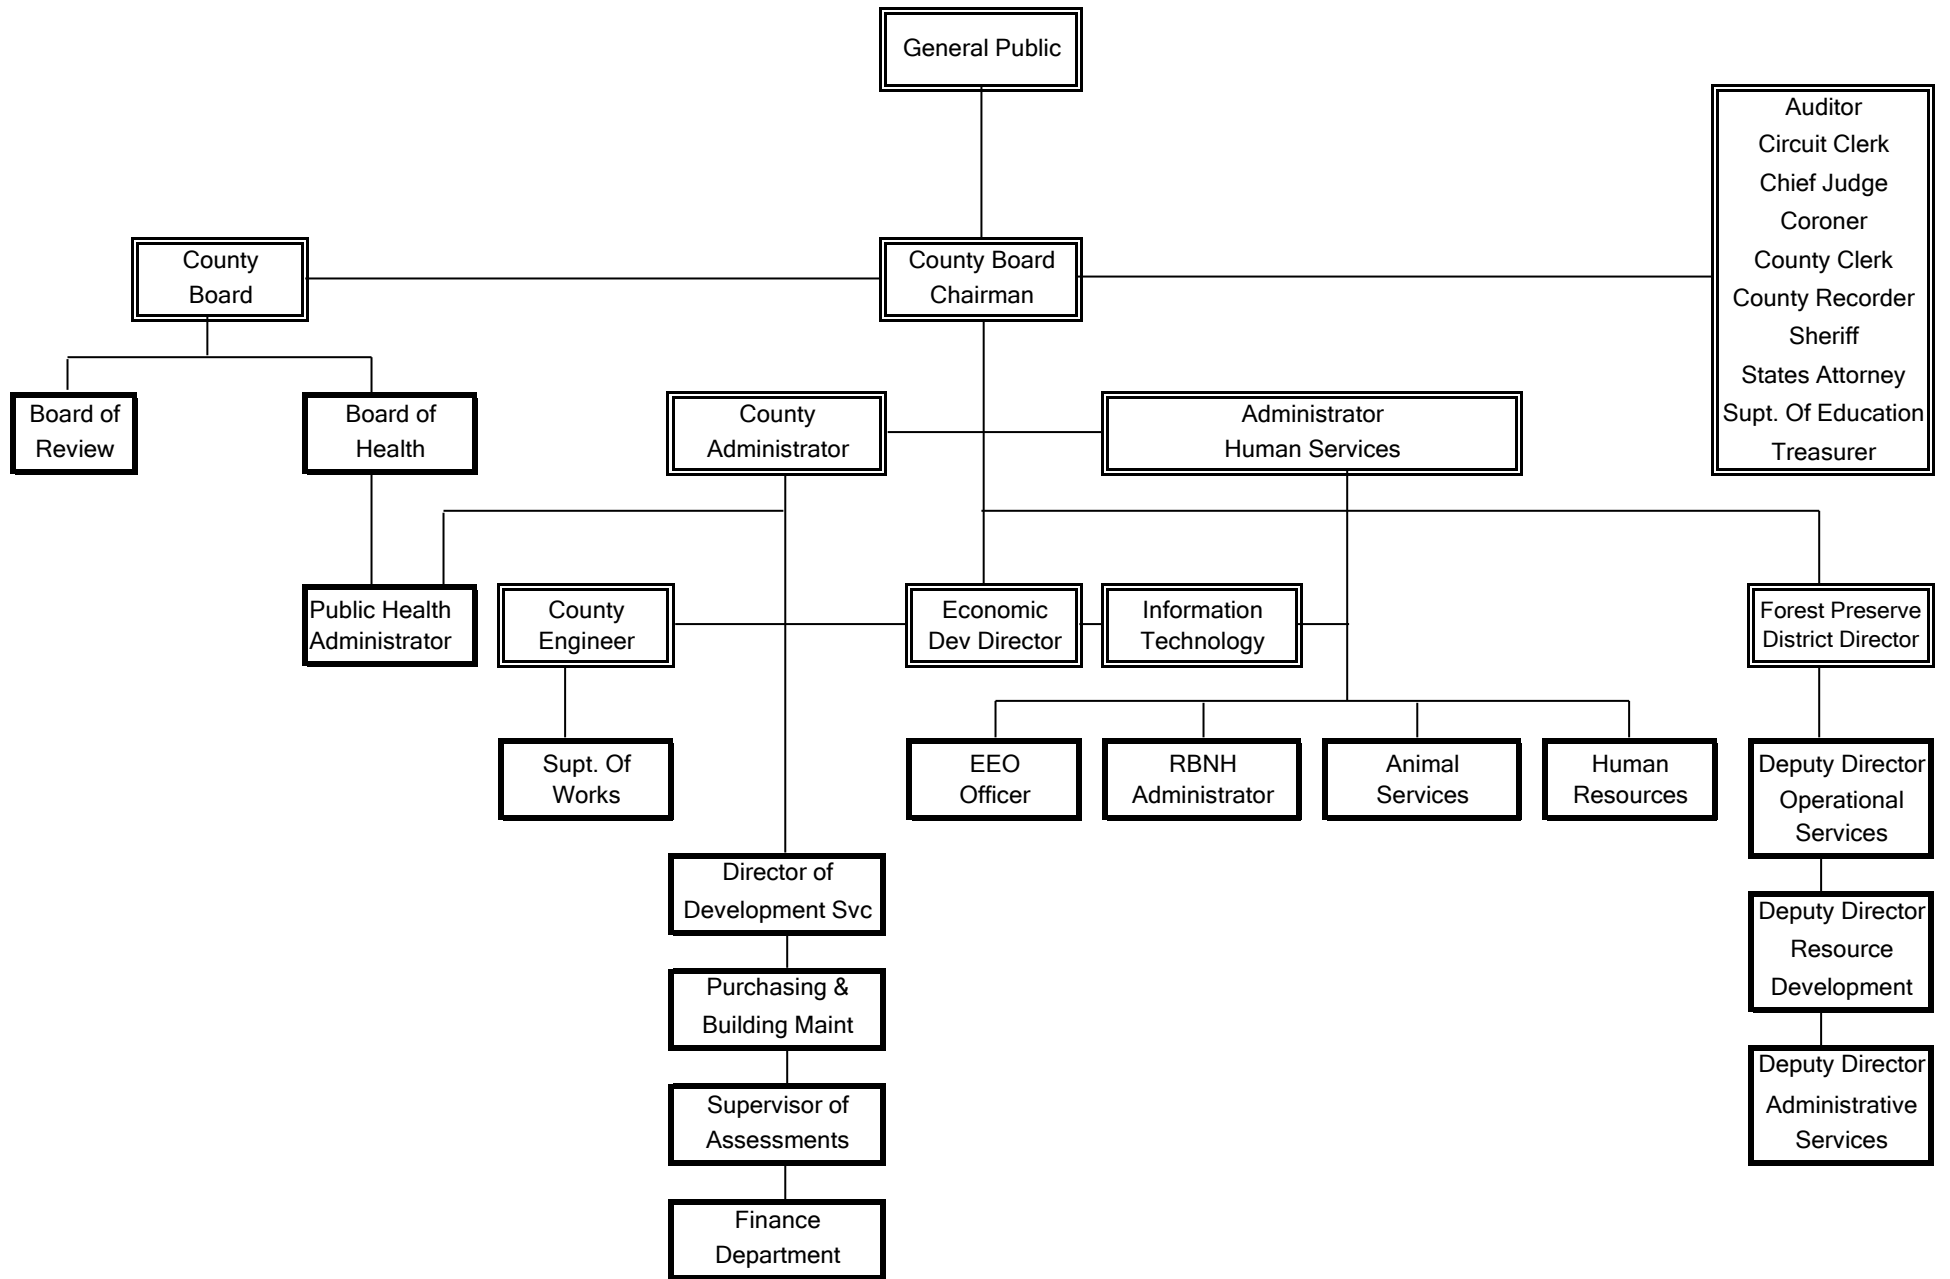 General Public
Auditor
Circuit Clerk
Chief Judge
Coroner
County Clerk
County Recorder
Sheriff
States Attorney
Supt. Of Education
Treasurer
County
Board
County Board
Chairman
Board of
Review
Board of
Health
County
Administrator
Administrator
Human Services
Public Health
Administrator
County
Engineer
Economic
Dev Director
Information
Technology
Forest Preserve
District Director
Supt. Of
Works
EEO
Officer
RBNH
Administrator
Animal
Services
Human
Resources
Deputy Director
Operational
Services
Director of
Development Svc
Deputy Director
Resource
Development
Purchasing &
Building Maint
Deputy Director
Administrative
Services
Supervisor of
Assessments
Finance
Department